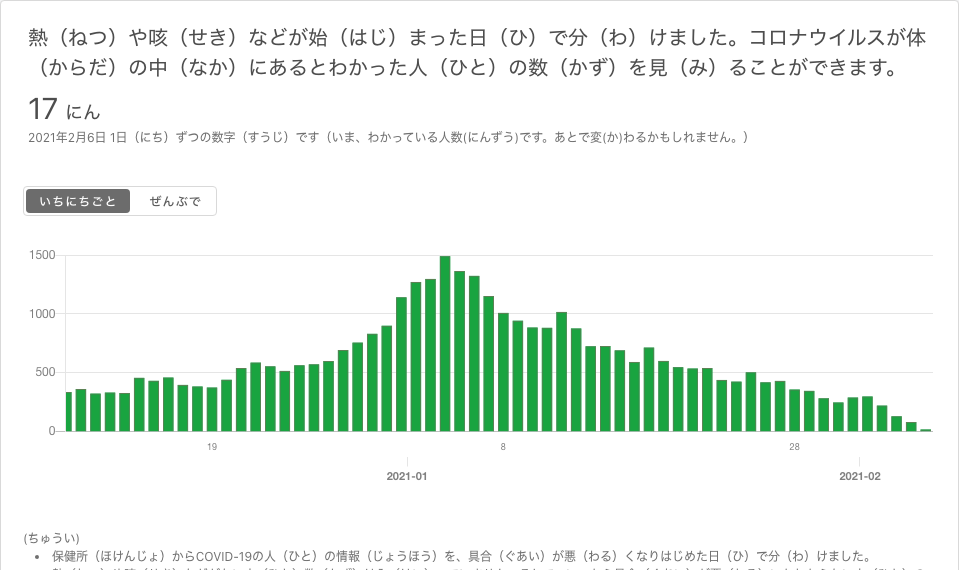 熱（ねつ）や咳（せき）などが始（はじ）まった日（ひ）で分（わ）けました。コロナウイルスが体
（からだ）の中（なか）にあるとわかった人（ひと）の数（かず）を見（み）ることができます。
17 にん
2021年2月6日 1日（にち）ずつの数字（すうじ）です（いま、わかっている人数(にんずう)です。あとで変(か)わるかもしれません。）
いちにちごと ぜんぶで
1500
1000
500
0
19 8 28
2021-01 2021-02
(ちゅうい)
• 保健所（ほけんじょ）からCOVID-19の人（ひと）の情報（じょうほう）を、具合（ぐあい）が悪（わる）くなりはじめた日（ひ）で分（わ）けました。